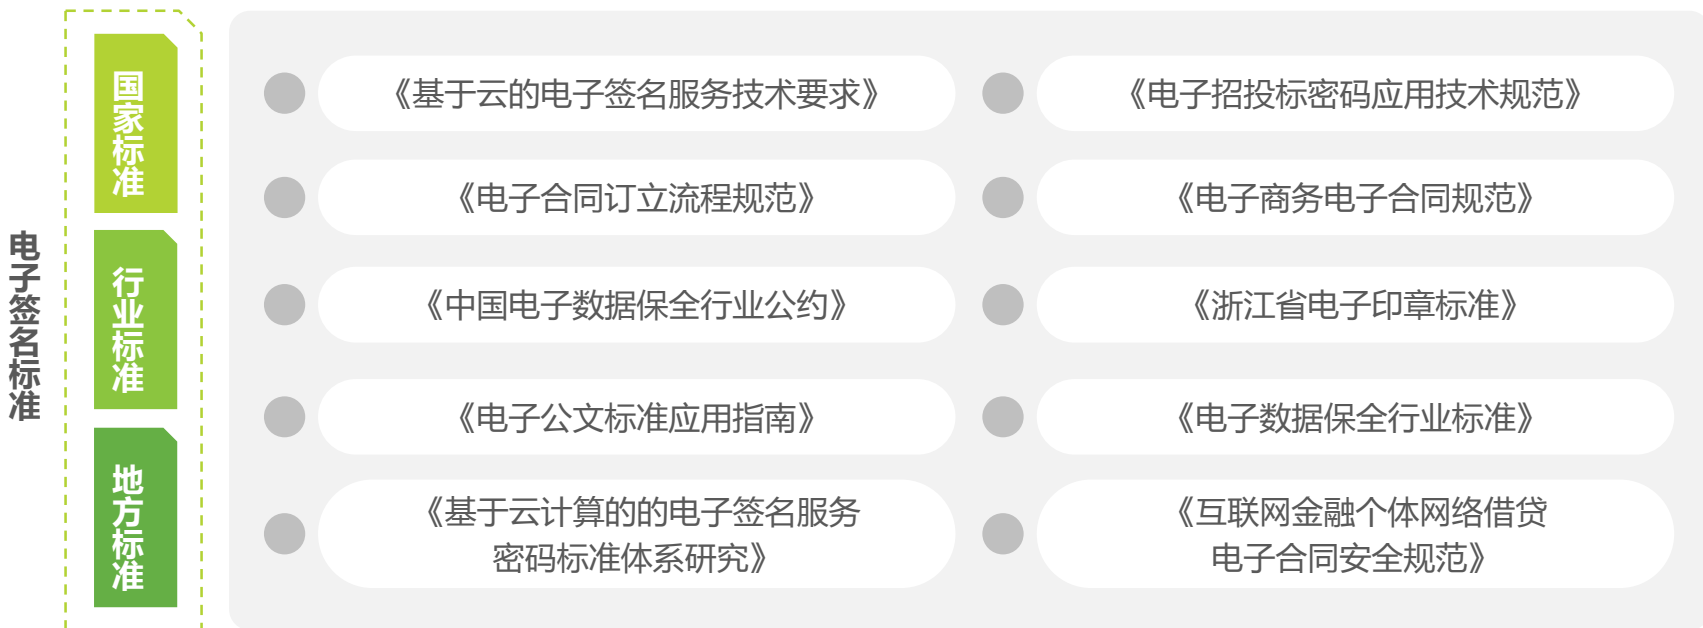 电子签名标准
国家标准
行业标准
地方标准
《基于云的电子签名服务技术要求》
《电子招投标密码应用技术规范》
《电子合同订立流程规范》
《电子商务电子合同规范》
《中国电子数据保全行业公约》
《浙江省电子印章标准》
《电子公文标准应用指南》
《电子数据保全行业标准》
《基于云计算的的电子签名服务
密码标准体系研究》
《互联网金融个体网络借贷
电子合同安全规范》